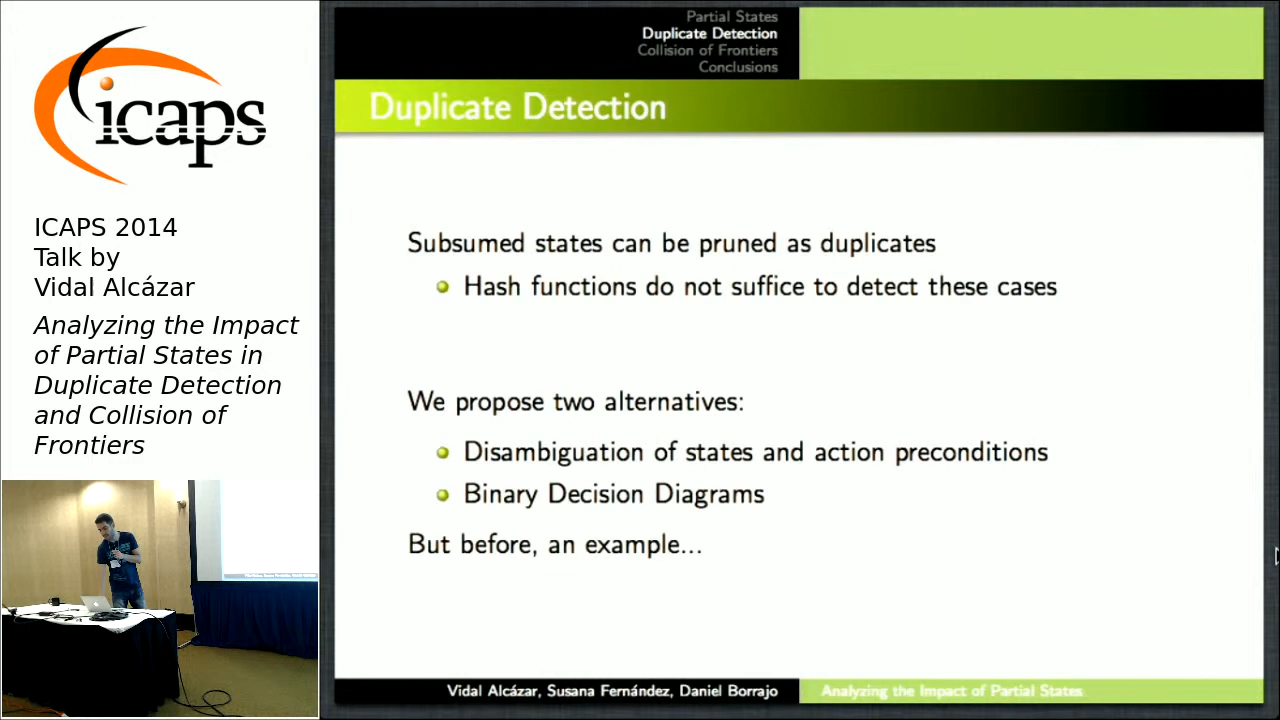 icaps
ICAPS 2014
Talk by
Vidal Alcázar
Analyzing the Impact
of Partial States in
Duplicate Detection
and Collision of
Frontiers
Partial States
Duplicate Detection
Collision of Frontiers
Conclusions
Duplicate Detection
Subsumed states can be pruned as duplicates
Hash functions do not suffice to detect these cases
We propose two alternatives:
Disambiguation of states and action preconditions
Binary Decision Diagrams
But before, an example...
Vidal Alcázar, Susana Fernández, Daniel Borrajo
Analyzing the Impact of Partial States